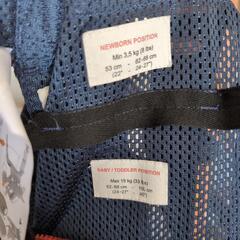 NEWBORN POSITION
Min 3,5 kg (8 lbs)
53 cm - 62-68 cm
(22" - 24-27")
BABY / TODDLER POSITION
Max 15 kg (33 lbs)
62-68 cm -
(24-27" - 40")